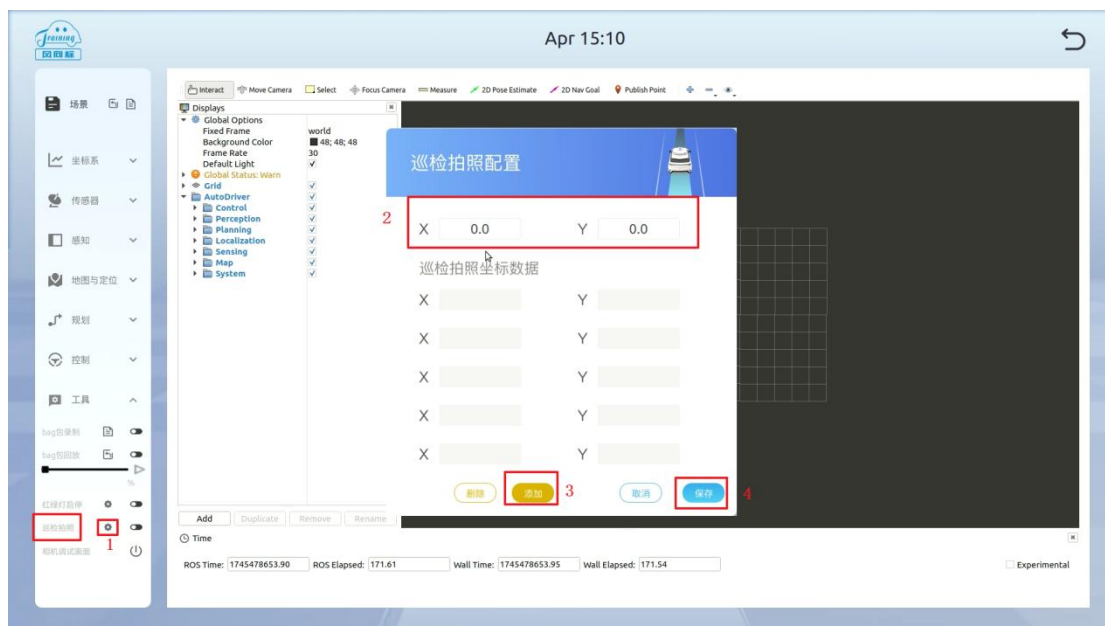 Training
风向标
Apr 15:10
场景
坐标系
传感器
感知
地图与定位
规划
控制
工具
bag包录制
bag包回放
%
红绿灯启停
巡检拍照
1
相机调试画面
Interact Move Camera Select Focus Camera Measure 2D Pose Estimate 2D Nav Goal Publish Point
Displays
Global Options
Fixed Frame world
Background Color 48; 48; 48
Frame Rate 30
Default Light
Global Status: Warn
Grid
AutoDriver
Control
Perception
Planning
Localization
Sensing
Map
System
Add Duplicate Remove Rename
巡检拍照配置
2
X 0.0 Y 0.0
巡检拍照坐标数据
X Y
X Y
X Y
X Y
X Y
删除 添加 3 取消 保存 4
Time
ROS Time: 1745478653.90 ROS Elapsed: 171.61 Wall Time: 1745478653.95 Wall Elapsed: 171.54 Experimental